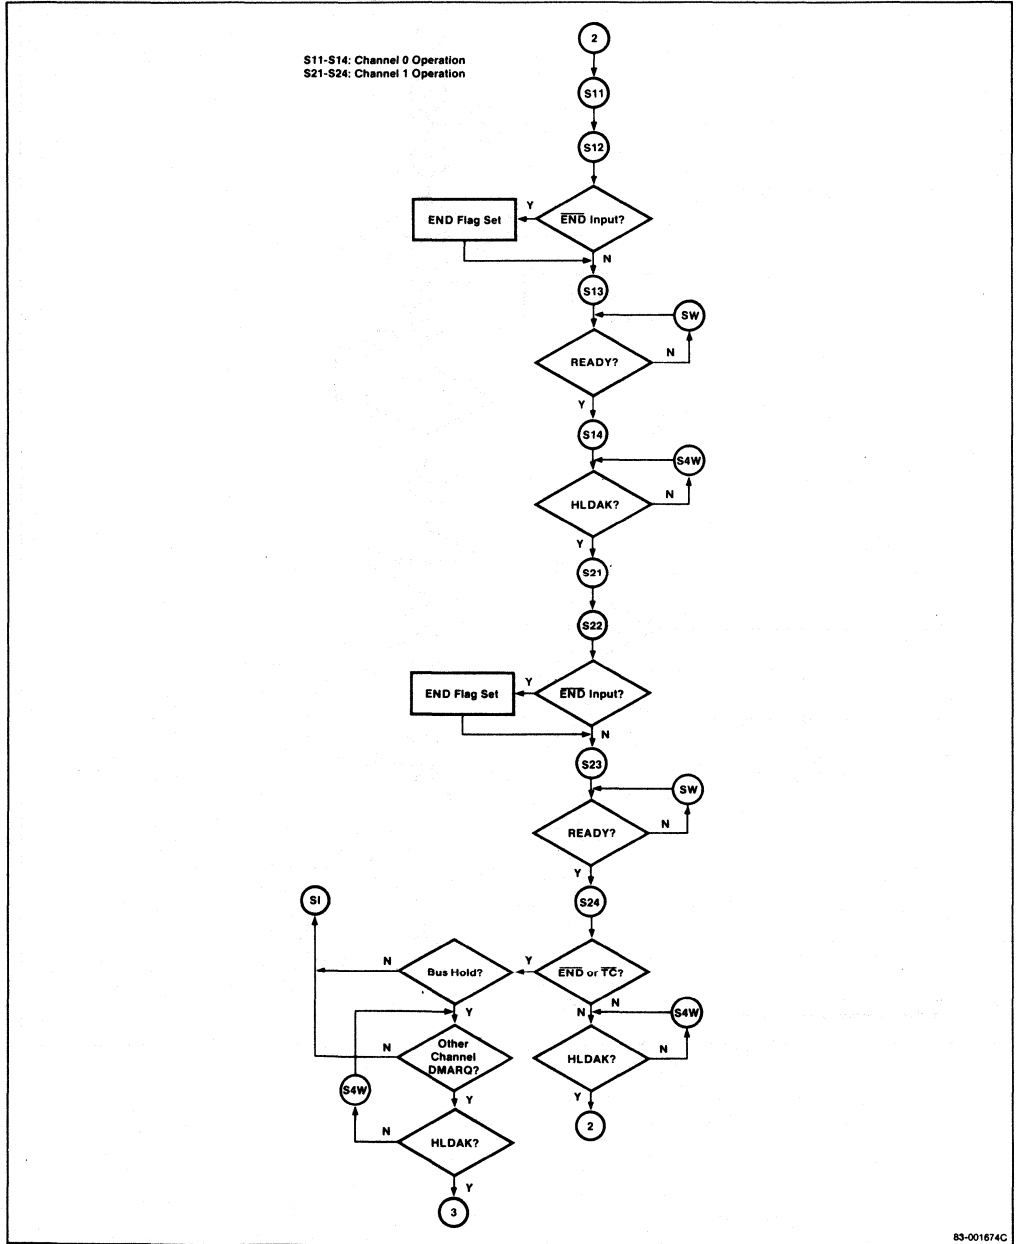 2
S11-S14: Channel 0 Operation
S21-S24: Channel 1 Operation
S11
S12
Y
END Flag Set
END Input?
N
S13
SW
READY?
N
Y
S14
S4W
HLDAK?
N
Y
S21
S22
Y
END Flag Set
END Input?
N
S23
SW
READY?
N
Y
SI
S24
N
Bus Hold?
Y
END or TC?
N
Y
N
S4W
N
Other
Channel
DMARQ?
HLDAK?
N
S4W
Y
Y
2
N
HLDAK?
Y
3
83-001674C